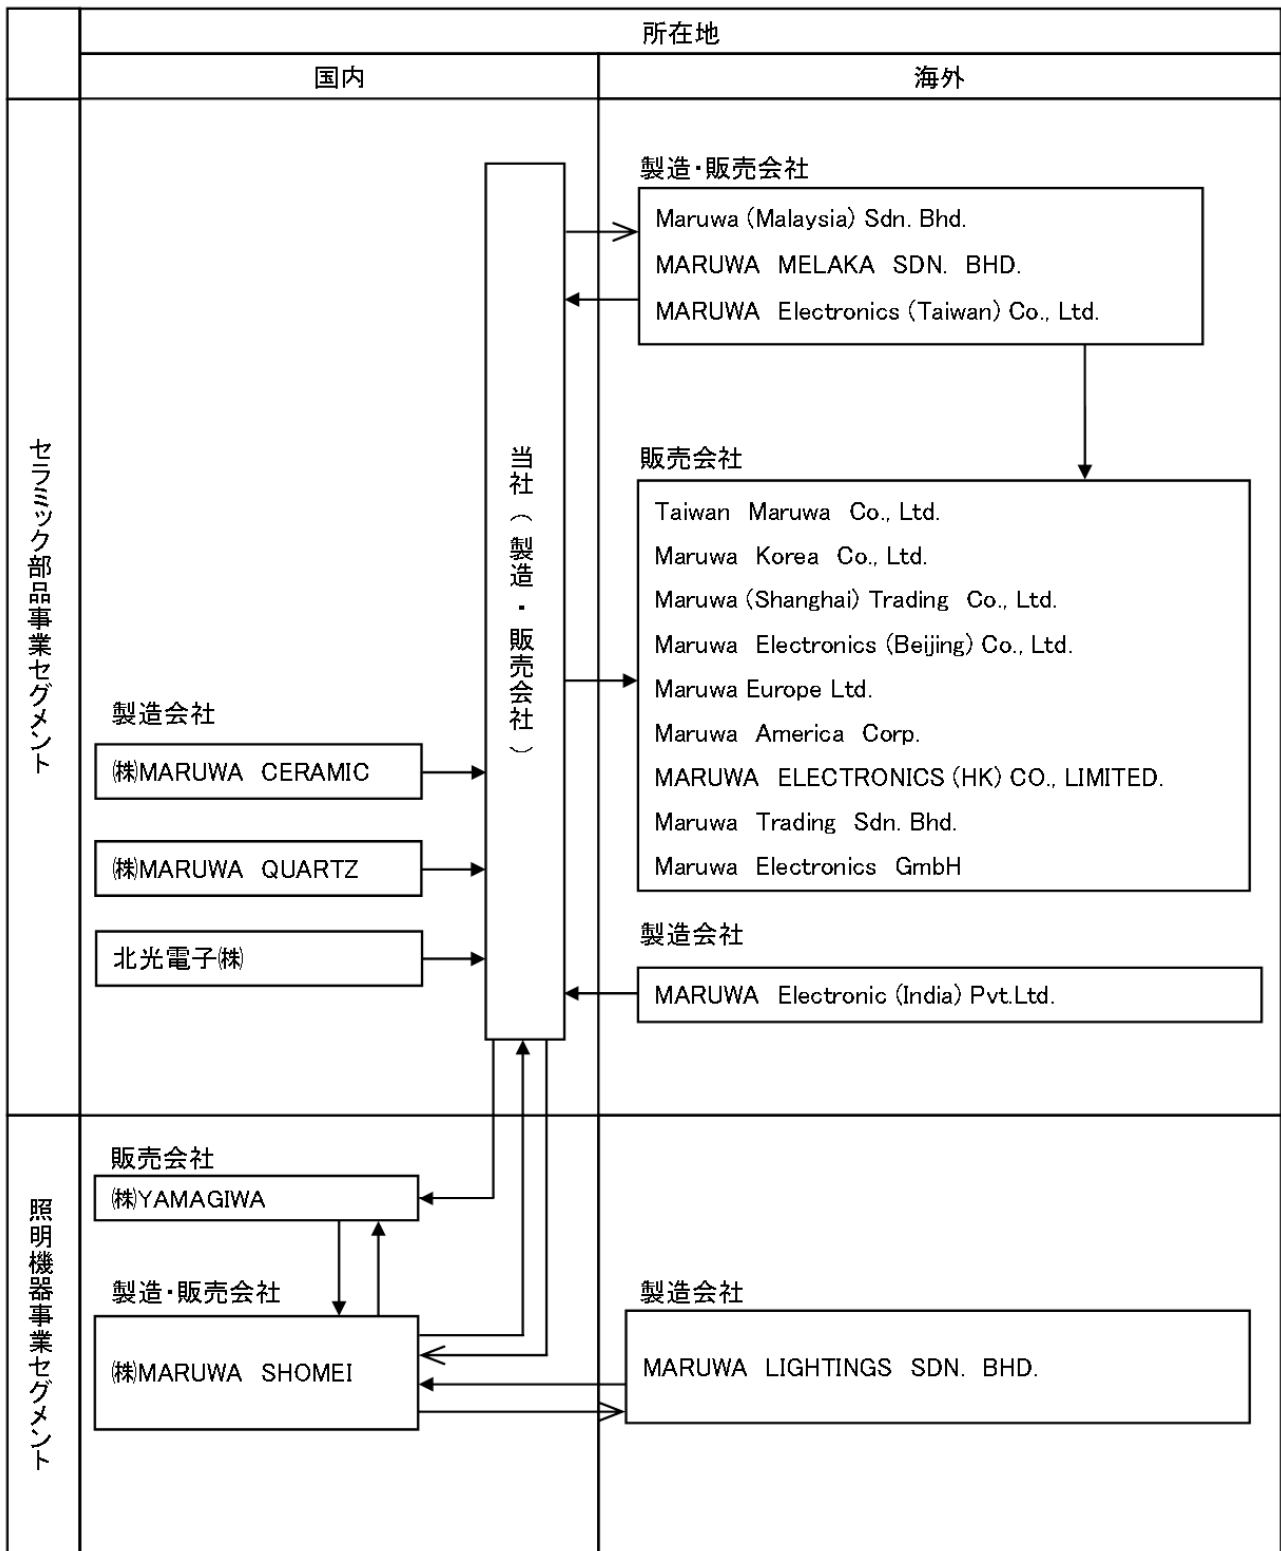 所在地
国内
海外
セラミック部品事業セグメント
製造・販売会社
Maruwa (Malaysia) Sdn. Bhd.
MARUWA MELAKA SDN. BHD.
MARUWA Electronics (Taiwan) Co., Ltd.
当社(製造・販売会社)
販売会社
Taiwan Maruwa Co., Ltd.
Maruwa Korea Co., Ltd.
Maruwa (Shanghai) Trading Co., Ltd.
Maruwa Electronics (Beijing) Co., Ltd.
Maruwa Europe Ltd.
Maruwa America Corp.
MARUWA ELECTRONICS (HK) CO., LIMITED.
Maruwa Trading Sdn. Bhd.
Maruwa Electronics GmbH
製造会社
㈱MARUWA CERAMIC
㈱MARUWA QUARTZ
北光電子㈱
製造会社
MARUWA Electronic (India) Pvt.Ltd.
照明機器事業セグメント
販売会社
㈱YAMAGIWA
製造・販売会社
㈱MARUWA SHOMEI
製造会社
MARUWA LIGHTINGS SDN. BHD.